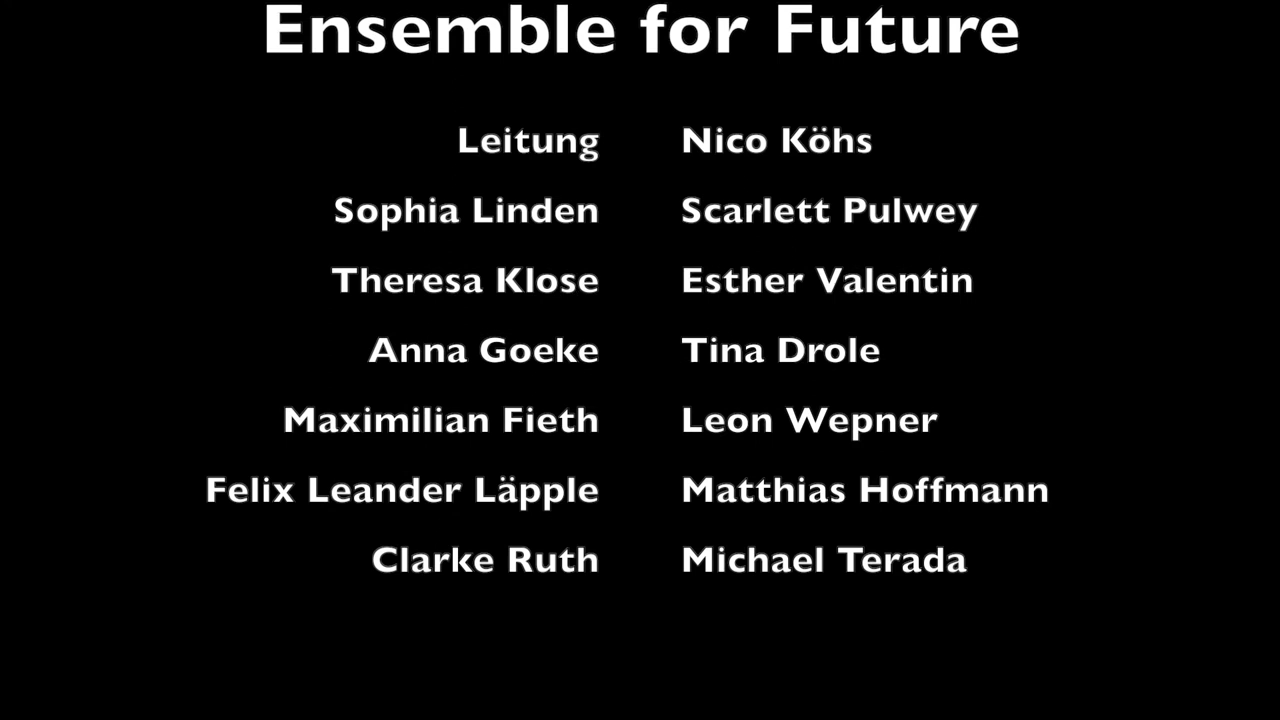 Ensemble for Future
Leitung Nico Köhs
Sophia Linden Scarlett Pulwey
Theresa Klose Esther Valentin
Anna Goeke Tina Drole
Maximilian Fieth Leon Wepner
Felix Leander Läpple Matthias Hoffmann
Clarke Ruth Michael Terada